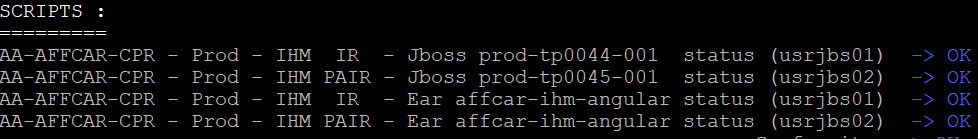 SCRIPTS :
=========
AA-AFFCAR-CPR - Prod - IHM  IR  - Jboss prod-tp0044-001  status (usrjbs01)  -> OK
AA-AFFCAR-CPR - Prod - IHM PAIR - Jboss prod-tp0045-001  status (usrjbs02)  -> OK
AA-AFFCAR-CPR - Prod - IHM  IR  - Ear affcar-ihm-angular status (usrjbs01)  -> OK
AA-AFFCAR-CPR - Prod - IHM PAIR - Ear affcar-ihm-angular status (usrjbs02)  -> OK